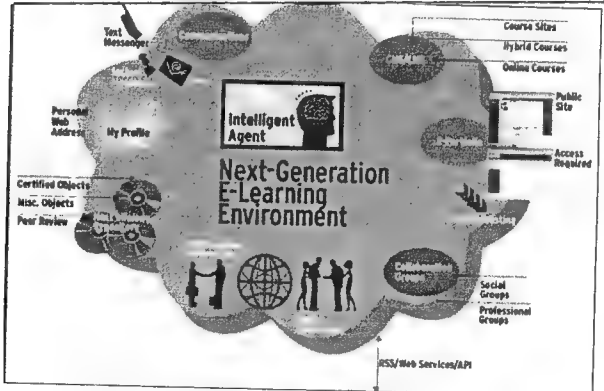 Text
Messenger
Course Sites
Hybrid Courses
Online Courses
Public
Site
Access
Required
Personal
Web
Address
My Profile
Intelligent
Agent
Next-Generation
E-Learning
Environment
Certified Objects
Misc. Objects
Peer Review
Social
Groups
Professional
Groups
RSS/Web Services/API